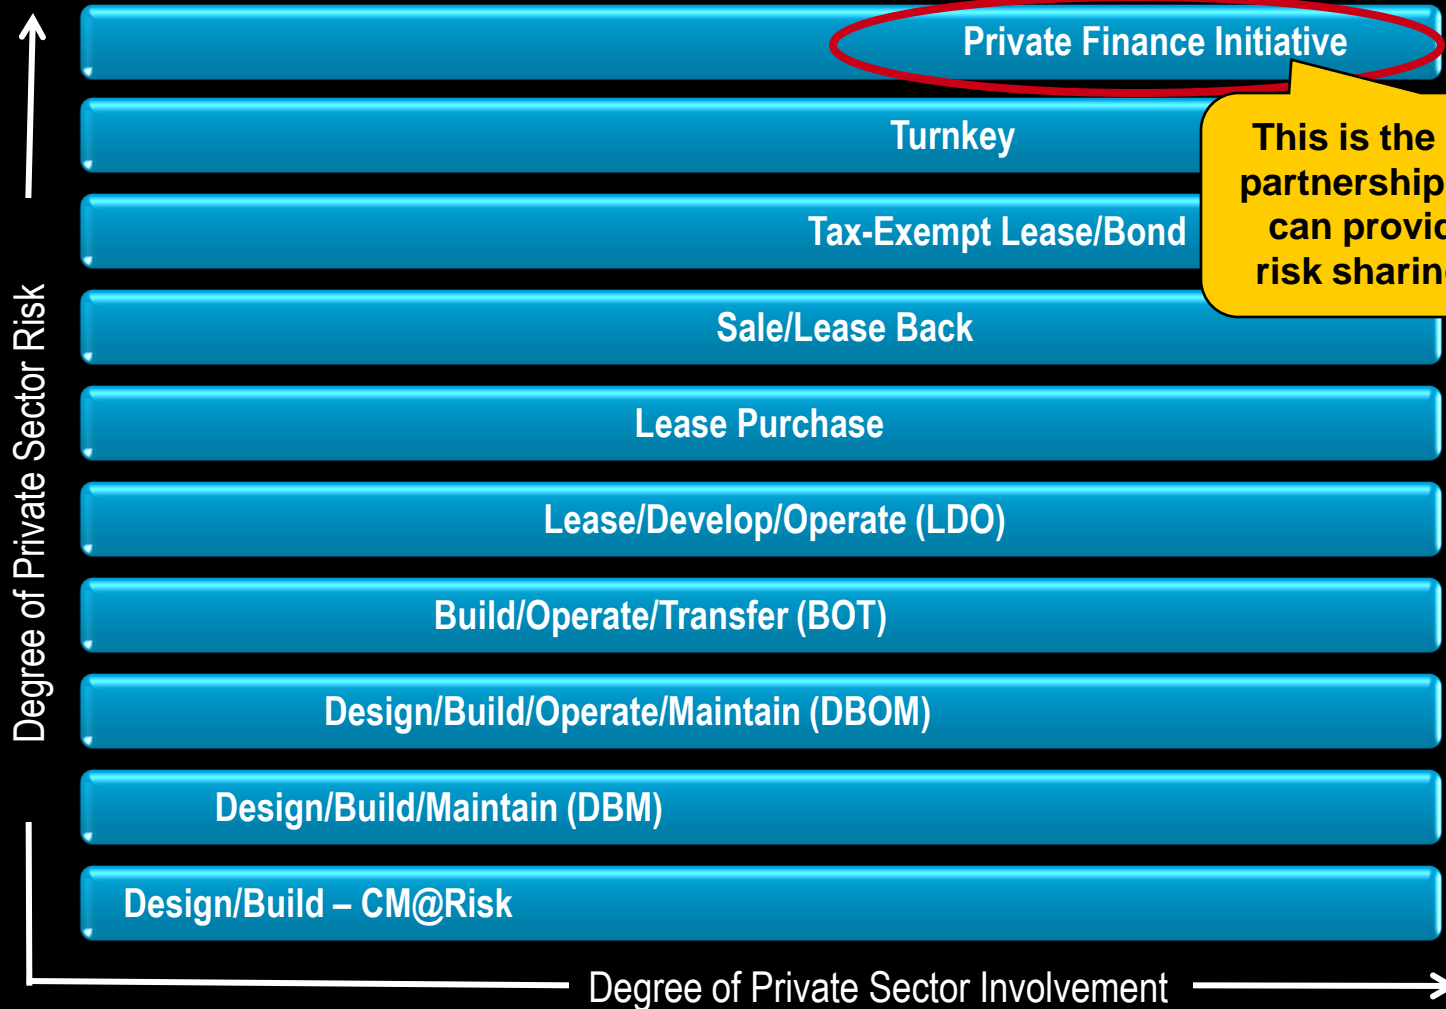 Private Finance Initiative
Turnkey
This is the
partnership
can
risk
Tax-Exempt Lease/Bond
Sale/Lease Back
Lease Purchase
Lease/Develop/Operate (LDO)
Build/Operate/Transfer (BOT)
Design/Build/Operate/Maintain (DBOM)
Design/Build/Maintain (DBM)
Design/Build – CM@Risk
Degree of Private Sector Risk
Degree of Private Sector Involvement